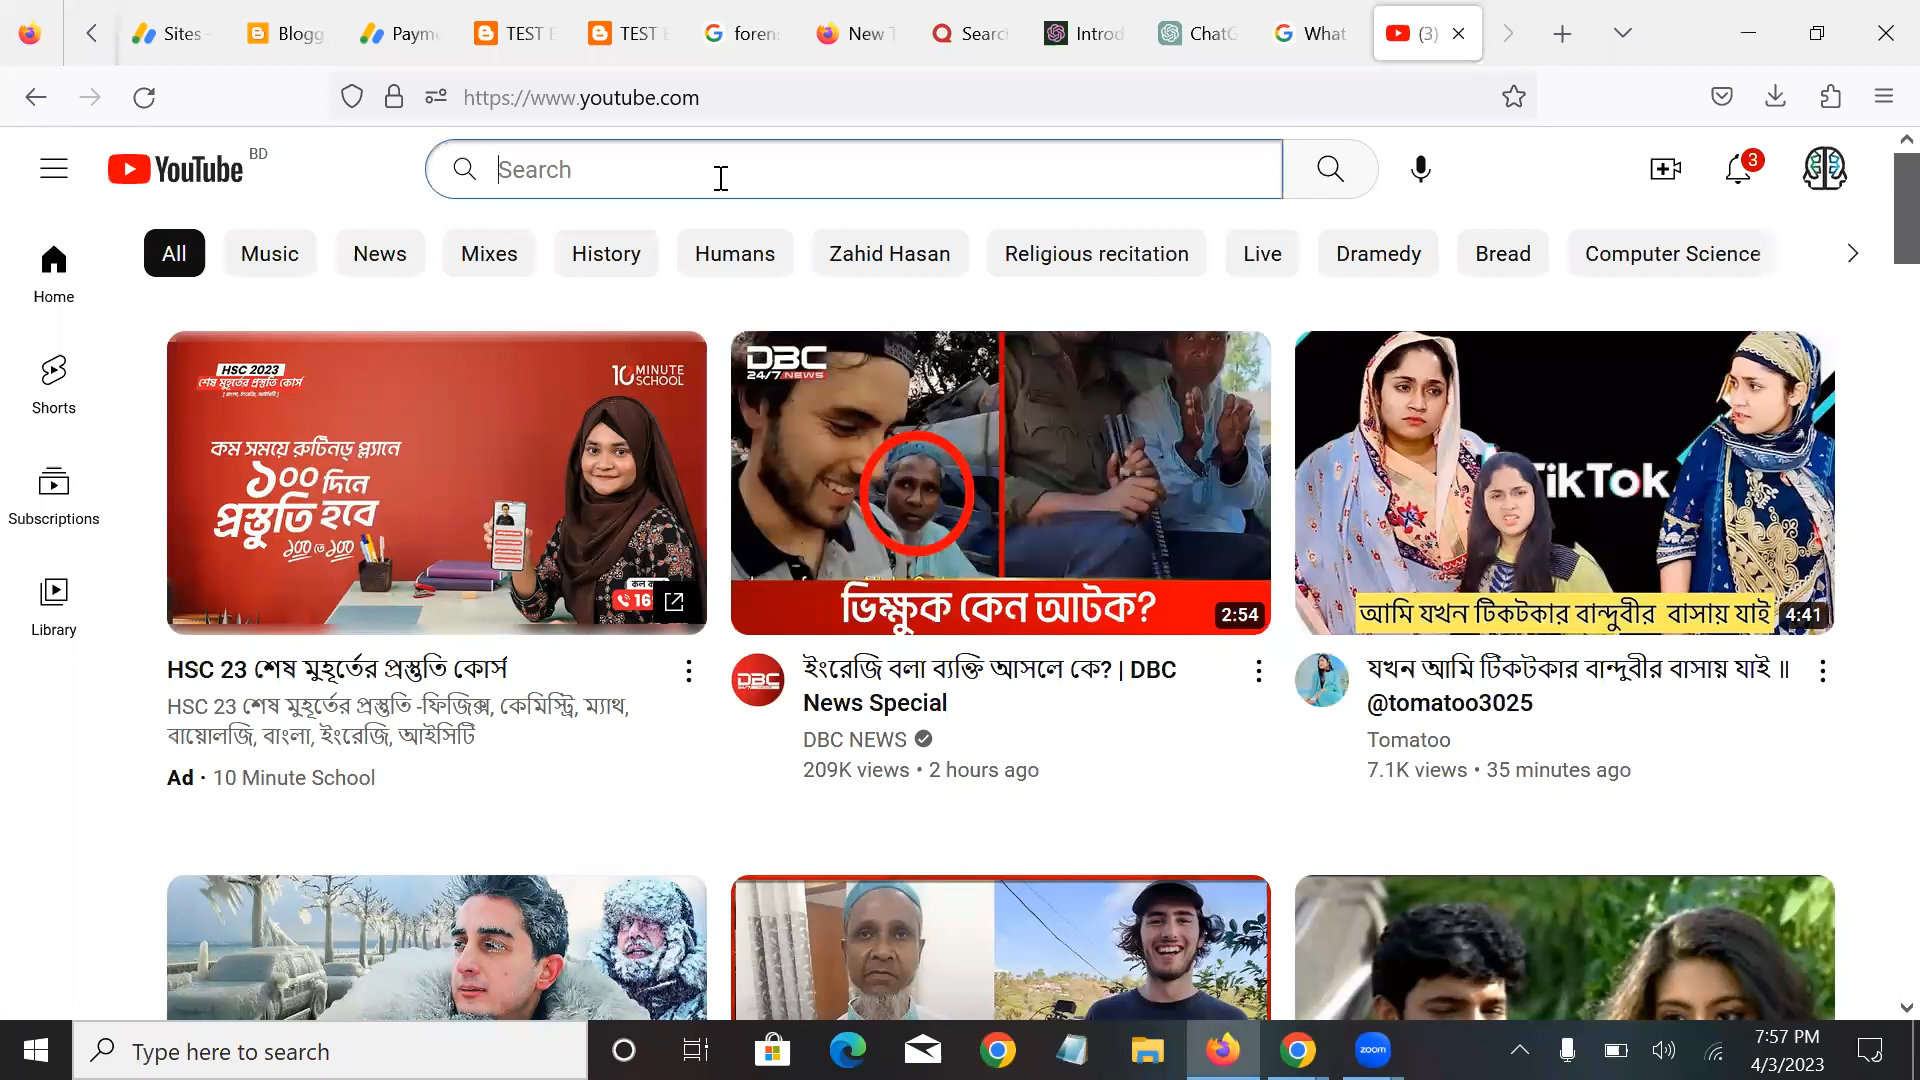 Sites
Blogg
Payme
TEST
TEST
foren
New T
Searc
Introd
ChatG
What
(3)
https://www.youtube.com
YouTube BD
Search
3
All
Music
News
Mixes
History
Humans
Zahid Hasan
Religious recitation
Live
Dramedy
Bread
Computer Science
Home
Shorts
Subscriptions
Library
HSC 2023
শেষ মুহূর্তের প্রস্তুতি কোর্স
10 MINUTE SCHOOL
কম সময়ে রুটিনড্ প্ল্যানে
১০০ দিনে
প্রস্তুতি হবে
১০০ তে ১০০
16
DBC
24/7 NEWS
ভিক্ষুক কেন আটক?
2:54
TikTok
আমি যখন টিকটকার বান্দুবীর বাসায় যাই
4:41
HSC 23 শেষ মুহূর্তের প্রস্তুতি কোর্স
HSC 23 শেষ মুহূর্তের প্রস্তুতি -ফিজিক্স, কেমিস্ট্রি, ম্যাথ,
বায়োলজি, বাংলা, ইংরেজি, আইসিটি
Ad · 10 Minute School
DBC
ইংরেজি বলা ব্যক্তি আসলে কে? | DBC
News Special
DBC NEWS
209K views • 2 hours ago
যখন আমি টিকটকার বান্দুবীর বাসায় যাই ॥
@tomatoo3025
Tomatoo
7.1K views • 35 minutes ago
Type here to search
zoom
7:57 PM
4/3/2023